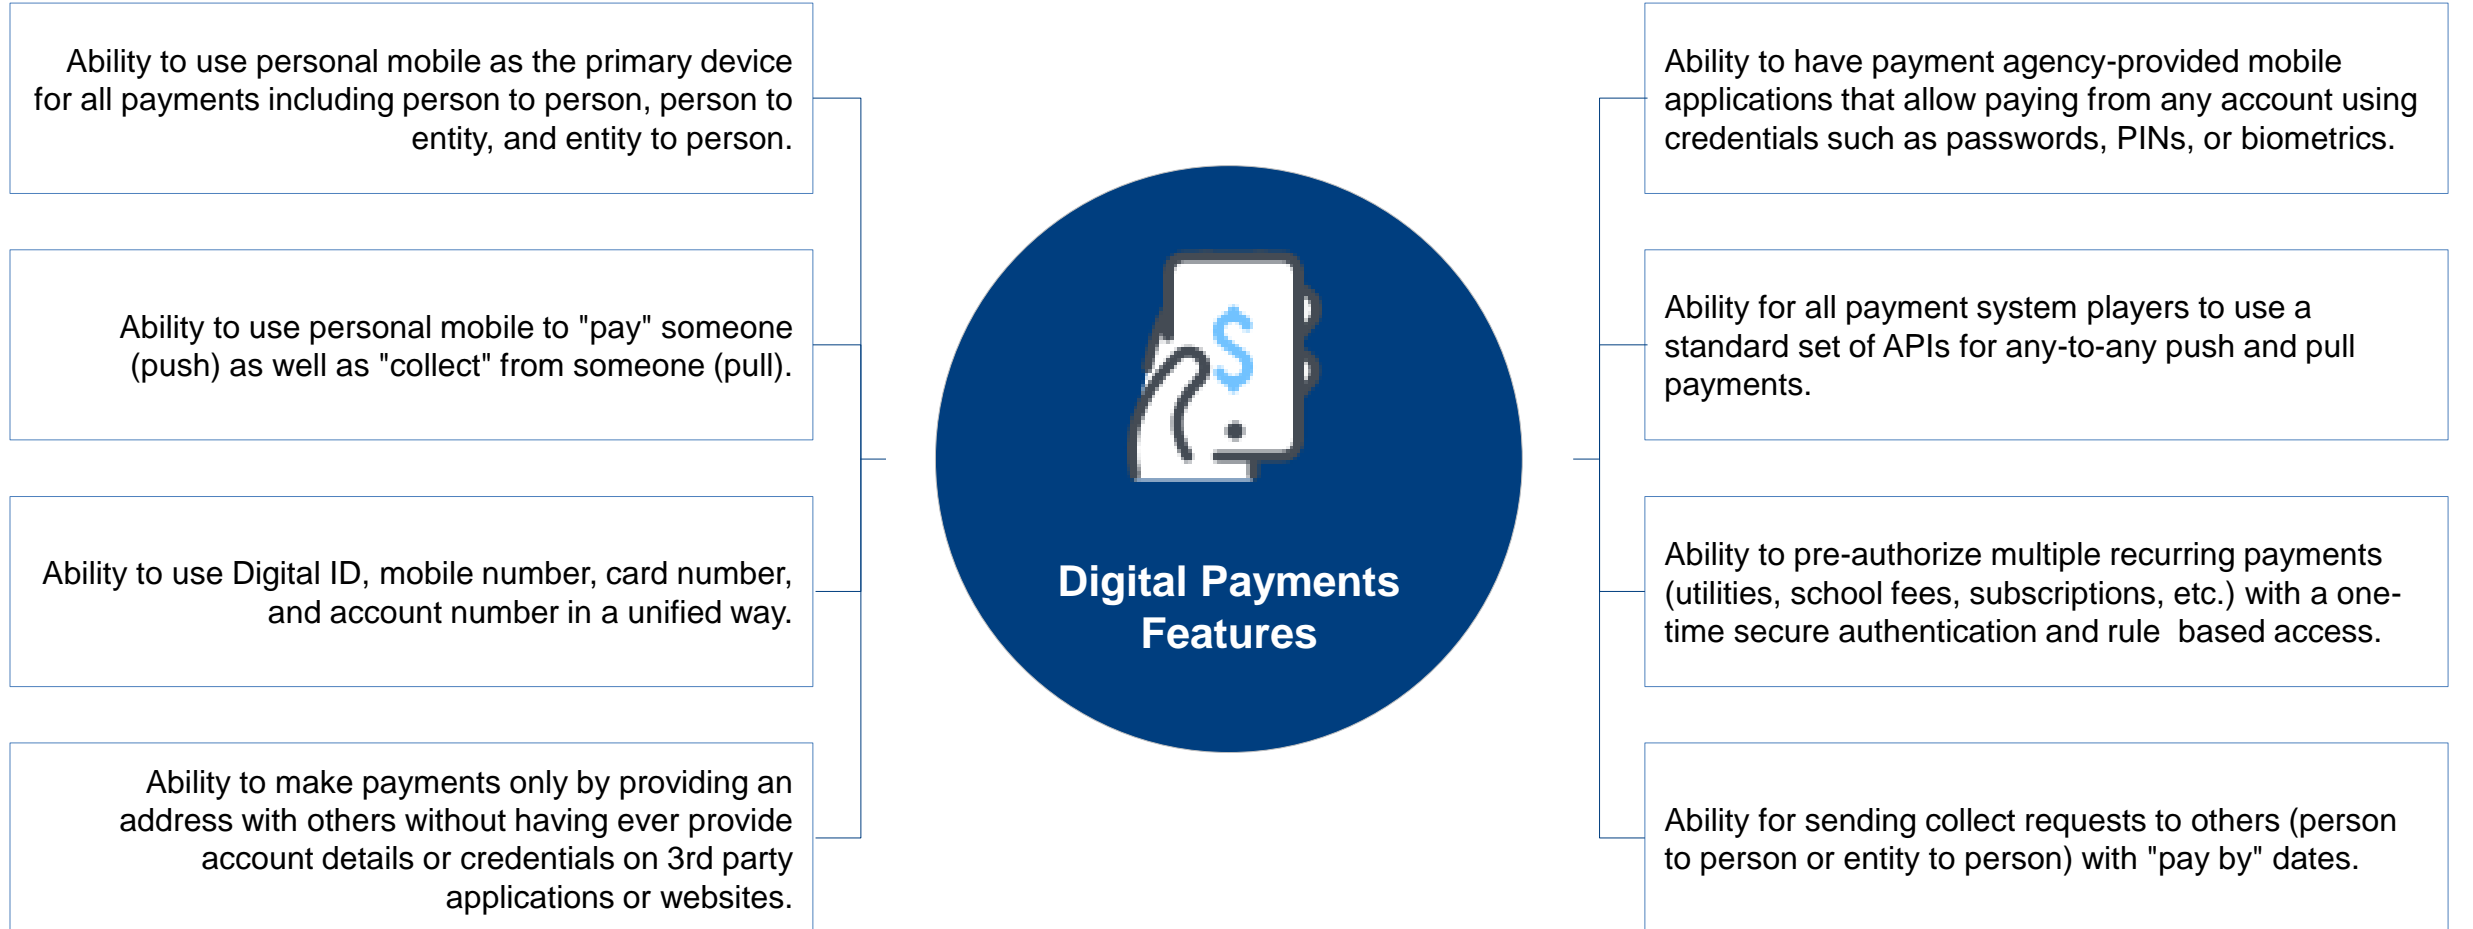 Ability to use personal mobile as the primary device
for all payments including person to person, person to
entity, and entity to person.
Ability to use personal mobile to "pay" someone
(push) as well as "collect" from someone (pull).
Ability to use Digital ID, mobile number, card number,
and account number in a unified way.
Ability to make payments only by providing an
address with others without having ever provide
account details or credentials on 3rd party
applications or websites.
$
Digital Payments
Features
Ability to have payment agency-provided mobile
applications that allow paying from any account using
credentials such as passwords, PINs, or biometrics.
Ability for all payment system players to use a
standard set of APIs for any-to-any push and pull
payments.
Ability to pre-authorize multiple recurring payments
(utilities, school fees, subscriptions, etc.) with a one-
time secure authentication and rule  based access.
Ability for sending collect requests to others (person
to person or entity to person) with "pay by" dates.